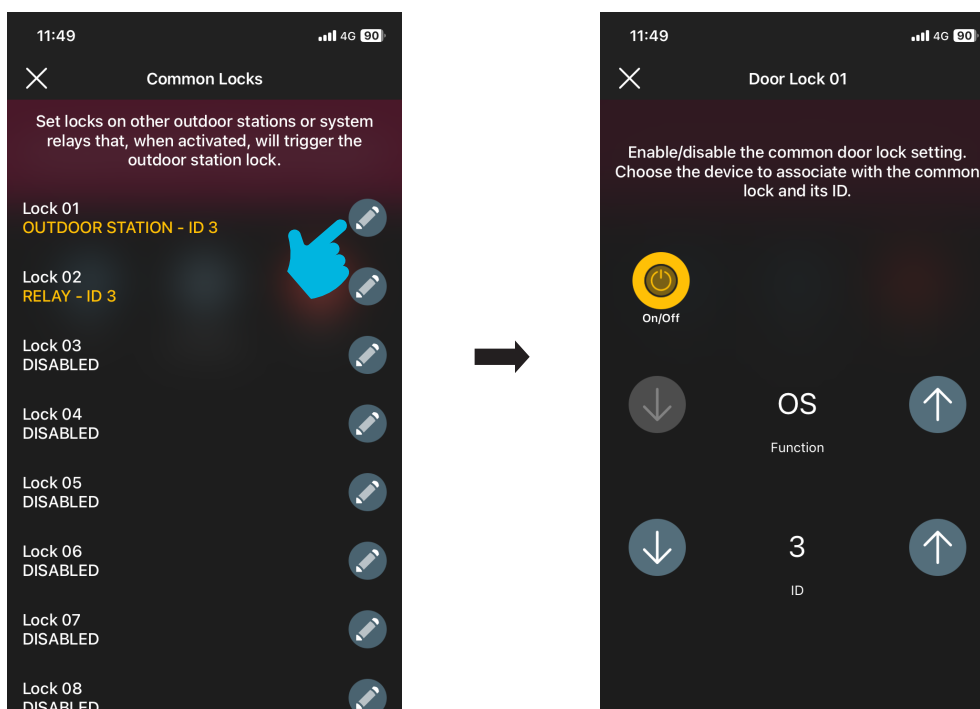 11:49
4G 90
Common Locks
Set locks on other outdoor stations or system
relays that, when activated, will trigger the
outdoor station lock.
Lock 01
OUTDOOR STATION - ID 3
Lock 02
RELAY - ID 3
Lock 03
DISABLED
Lock 04
DISABLED
Lock 05
DISABLED
Lock 06
DISABLED
Lock 07
DISABLED
Lock 08
DISABLED
11:49
4G 90
Door Lock 01
Enable/disable the common door lock setting.
Choose the device to associate with the common
lock and its ID.
On/Off
OS
Function
3
ID